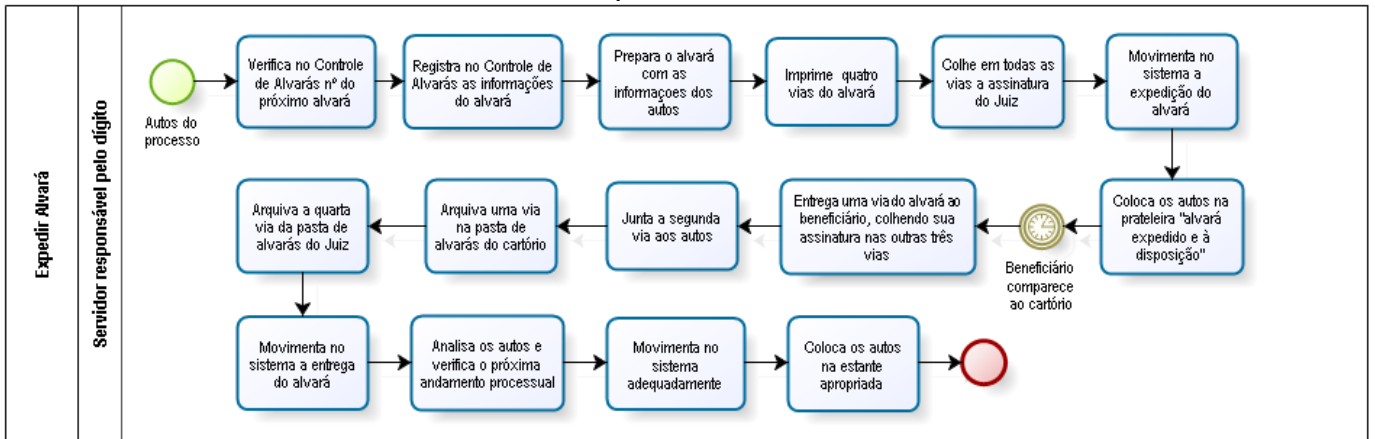 Expedir Alvará
Servidor responsável pelo dígito
Autos do
processo
Verifica no Controle
de Alvarás nº do
próximo alvará
Registra no Controle de
Alvarás as informações
do alvará
Prepara o alvará
com as
informaçoes dos
autos
Imprime quatro
vias do alvará
Colhe em todas as
vias a assinatura
do Juiz
Movimenta no
sistema a
expedição do
alvará
Coloca os autos na
prateleira "alvará
expedido e à
disposição"
Beneficiário
comparece
ao cartório
Entrega uma via do alvará ao
beneficiário, colhendo sua
assinatura nas outras três
vias
Junta a segunda
via aos autos
Arquiva uma via
na pasta de
alvarás do cartório
Arquiva a quarta
via da pasta de
alvarás do Juiz
Movimenta no
sistema a entrega
do alvará
Analisa os autos e
verifica o próxima
andamento processual
Movimenta no
sistema
adequadamente
Coloca os autos
na estante
apropriada